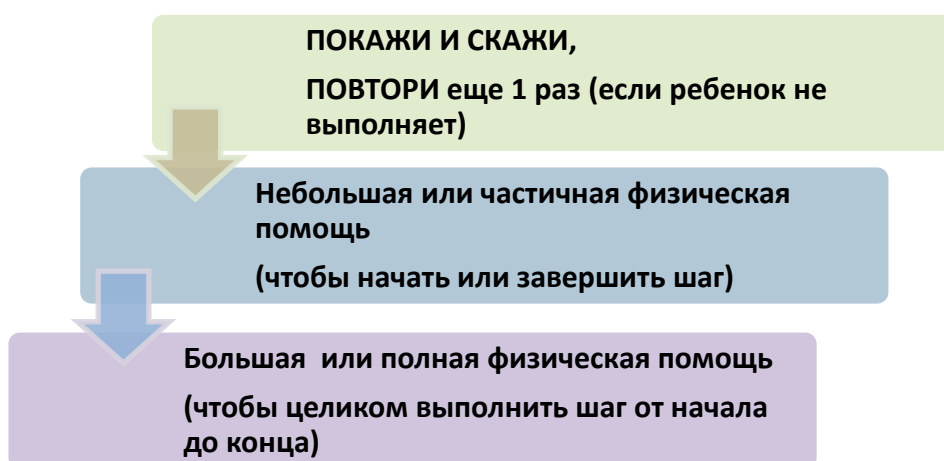 ПОКАЖИ И СКАЖИ,
ПОВТОРИ еще 1 раз (если ребенок не
выполняет)
Небольшая или частичная физическая
помощь
(чтобы начать или завершить шаг)
Большая или полная физическая помощь
(чтобы целиком выполнить шаг от начала
до конца)